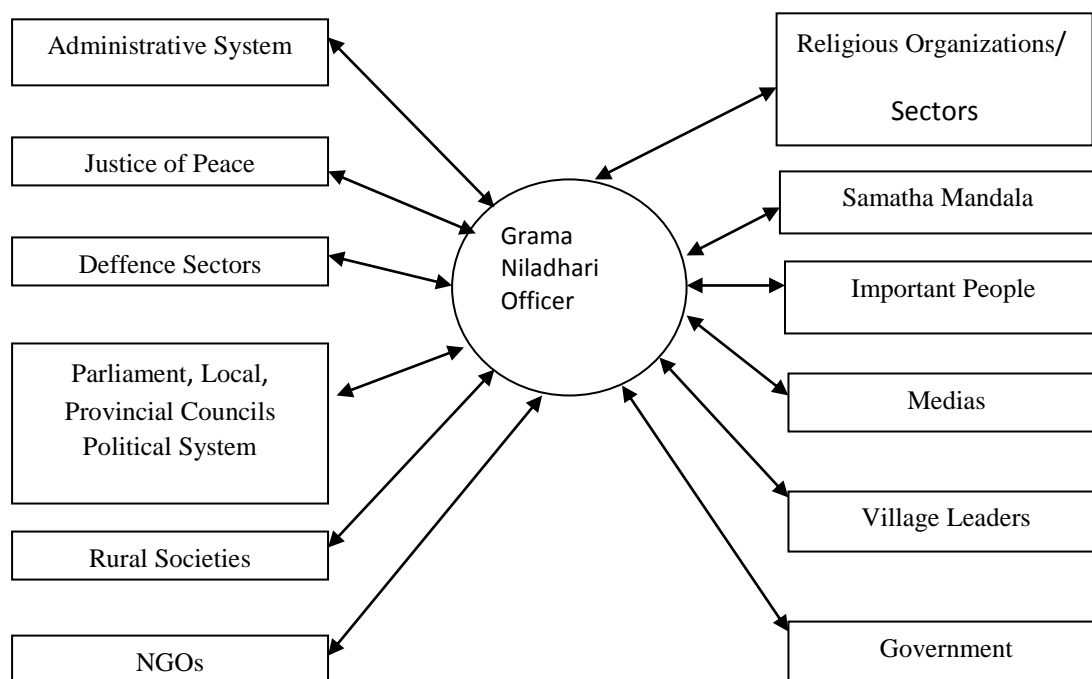 Administrative System
Justice of Peace
Deffence Sectors
Parliament, Local,
Provincial Councils
Political System
Rural Societies
NGOs
Grama
Niladhari
Officer
Religious Organizations/
Sectors
Samatha Mandala
Important People
Medias
Village Leaders
Government